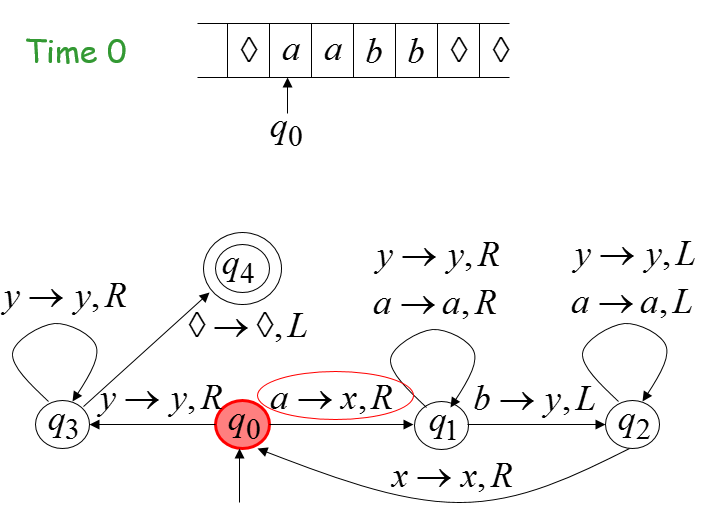 Time 0
◊ a a b b ◊ ◊
q0
q4
y → y, R
y → y, L
y → y, R
a → a, R
a → a, L
◊ → ◊, L
y → y, R
a → x, R
b → y, L
q3
q0
q1
q2
x → x, R